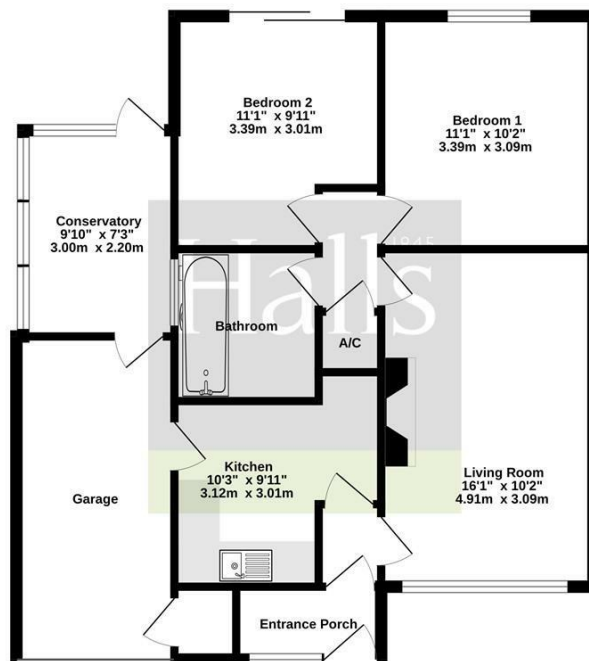 Bedroom 2
11'1" x 9'11"
3.39m x 3.01m
Bedroom 1
11'1" x 10'2"
3.39m x 3.09m
Conservatory
9'10" x 7'3"
3.00m x 2.20m
1845
Halls
Bathroom
A/C
Kitchen
10'3" x 9'11"
3.12m x 3.01m
Living Room
16'1" x 10'2"
4.91m x 3.09m
Garage
Entrance Porch